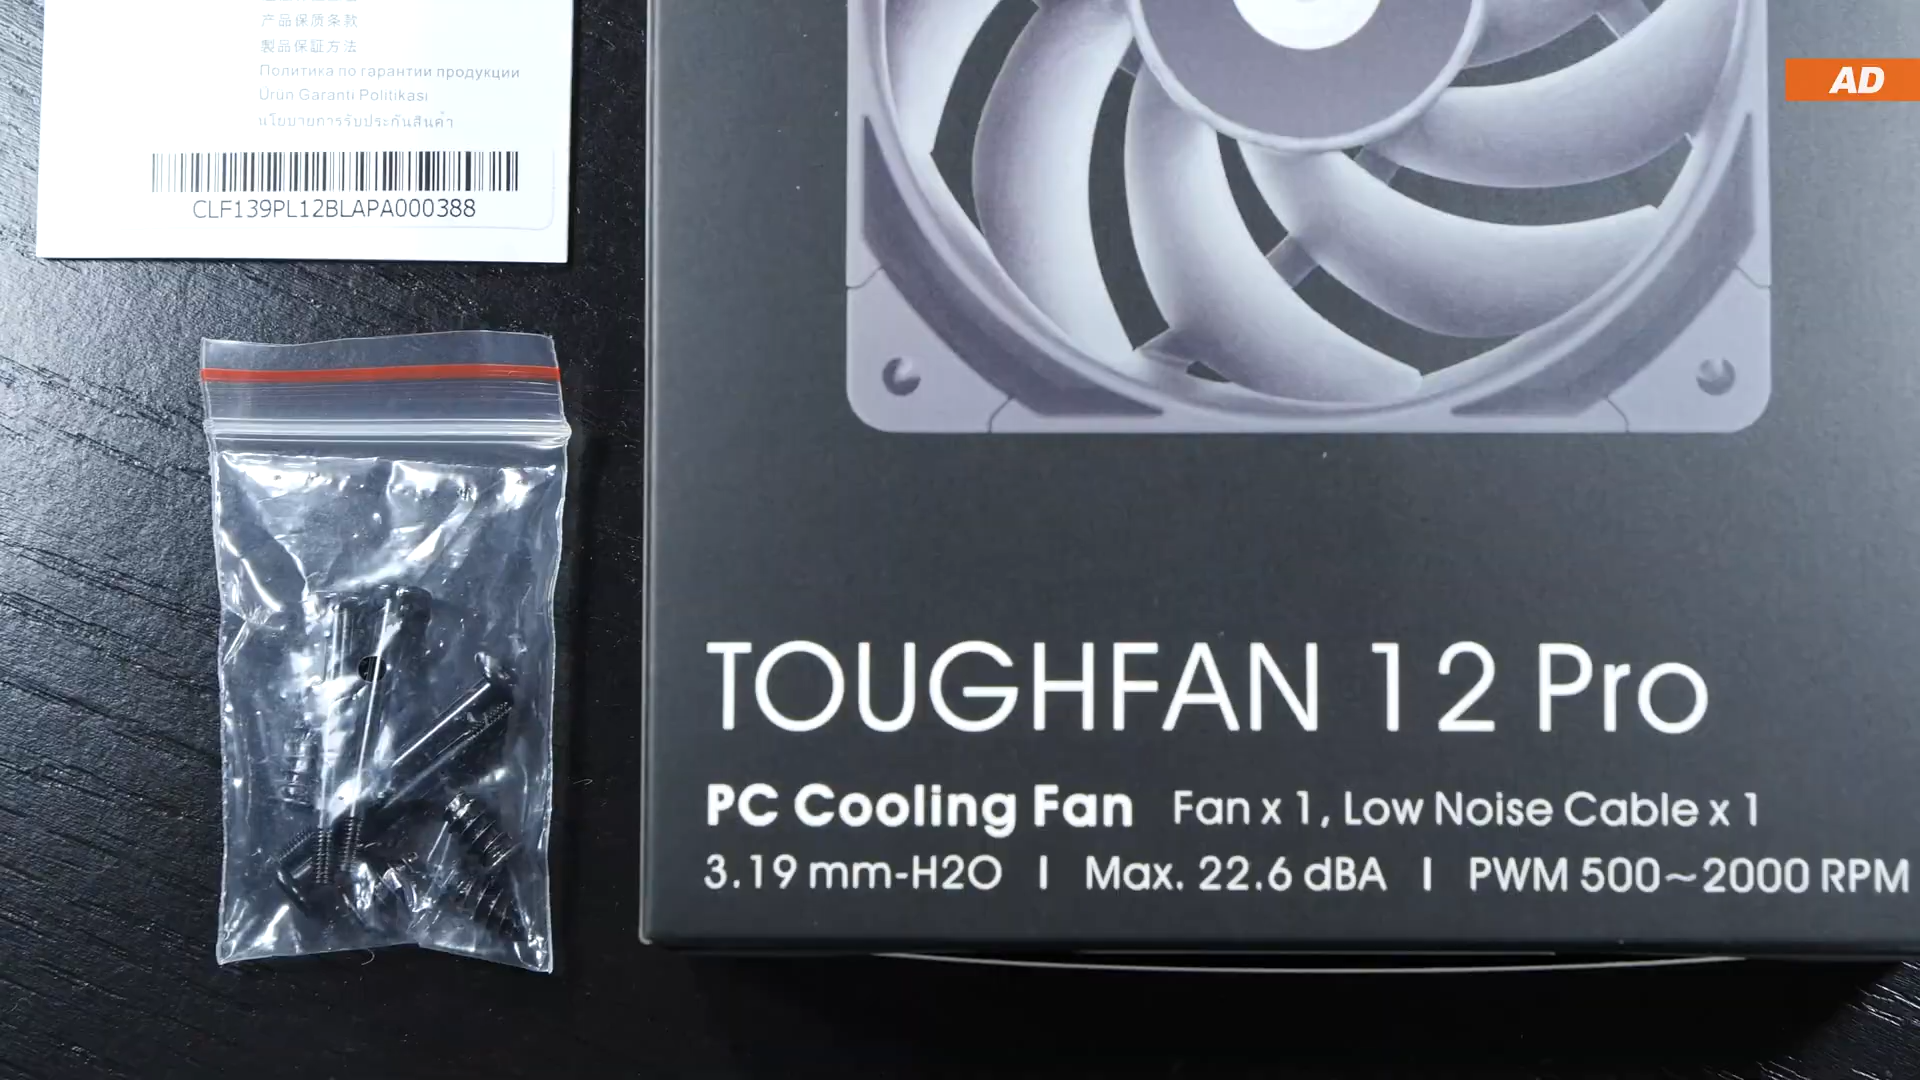 产品保质条款
製品保証方法
Политика по гарантии продукции
Ürün Garanti Politikası
นโยบายการรับประกันสินค้า
CLF139PL12BLAPA000388
AD
TOUGHFAN 12 Pro
PC Cooling Fan Fan x 1, Low Noise Cable x 1
3.19 mm-H2O | Max. 22.6 dBA | PWM 500~2000 RPM